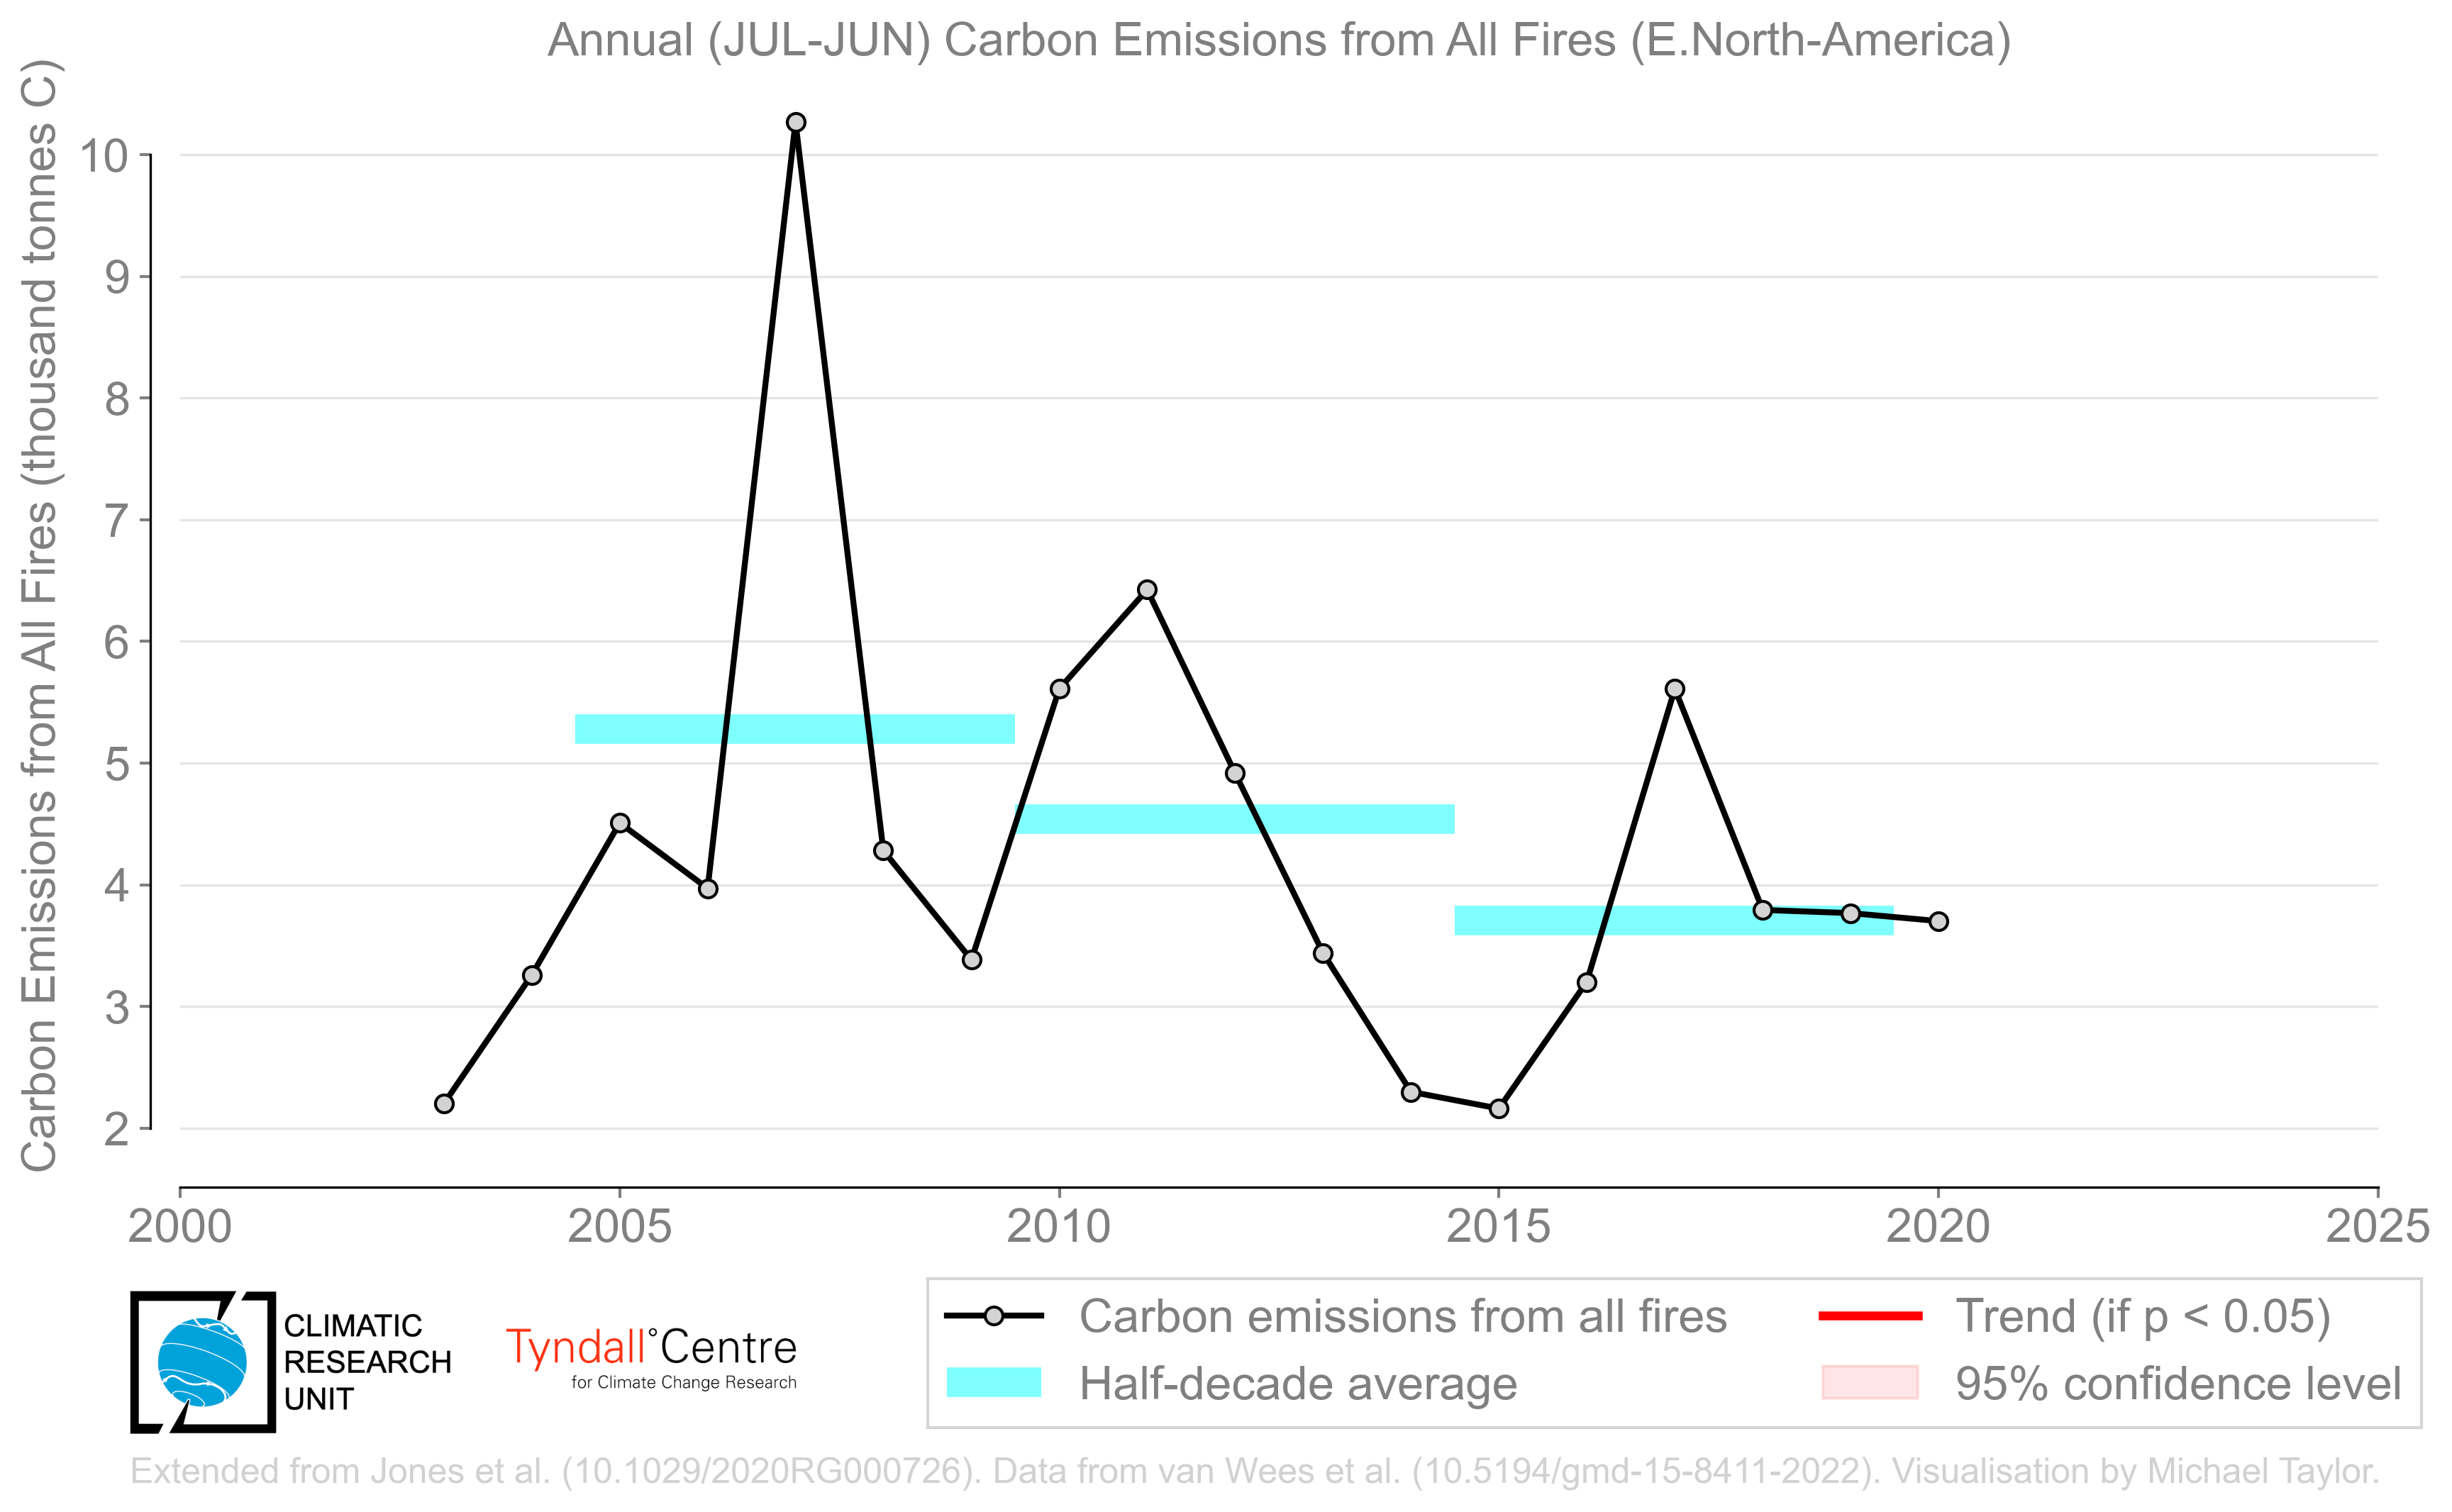 Annual (JUL-JUN) Carbon Emissions from All Fires (E.North-America)
Carbon Emissions from All Fires (thousand tonnes C)
10
9
8
7
6
5
4
3
2
2000 2005 2010 2015 2020 2025
Carbon emissions from all fires
Half-decade average
Trend (if p < 0.05)
95% confidence level
CLIMATIC
RESEARCH
UNIT
Tyndall°Centre
for Climate Change Research
Extended from Jones et al. (10.1029/2020RG000726). Data from van Wees et al. (10.5194/gmd-15-8411-2022). Visualisation by Michael Taylor.